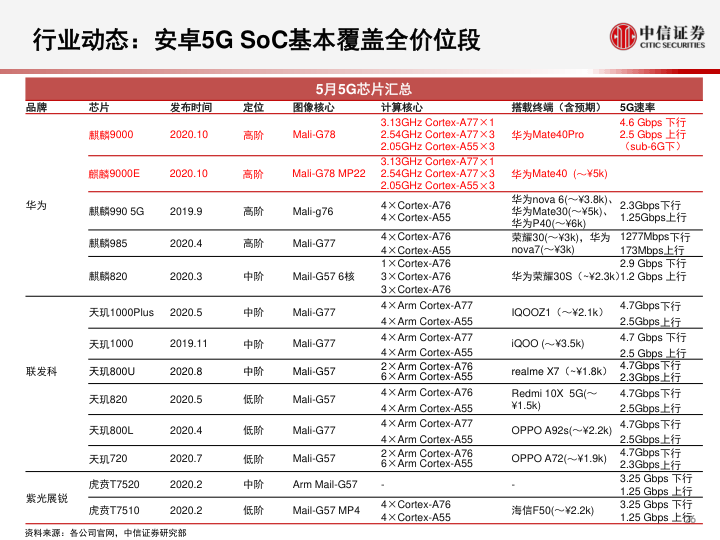 行业动态：安卓5G SoC基本覆盖全价位段
中信证券
CITIC SECURITIES
5月5G芯片汇总
品牌 芯片 发布时间 定位 图像核心 计算核心 搭载终端（含预期） 5G速率
华为
麒麟9000 2020.10 高阶 Mali-G78
3.13GHz Cortex-A77×1
2.54GHz Cortex-A77×3
2.05GHz Cortex-A55×3
华为Mate40Pro
4.6 Gbps 下行
2.5 Gbps 上行
（sub-6G下）
麒麟9000E 2020.10 高阶 Mali-G78 MP22
3.13GHz Cortex-A77×1
2.54GHz Cortex-A77×3
2.05GHz Cortex-A55×3
华为Mate40（～¥5k)
麒麟990 5G 2019.9 高阶 Mali-g76
4×Cortex-A76
4×Cortex-A55
华为nova 6(～¥3.8k)、
华为Mate30(～¥5k)、
华为P40(～¥6k)
2.3Gbps下行
1.25Gbps上行
麒麟985 2020.4 高阶 Mali-G77
4×Cortex-A76
4×Cortex-A55
荣耀30(～¥3k)，华为
nova7(～¥3k)
1277Mbps下行
173Mbps上行
麒麟820 2020.3 中阶 Mail-G57 6核
1×Cortex-A76
3×Cortex-A76
3×Cortex-A76
华为荣耀30S（~¥2.3k）
2.9 Gbps 下行
1.2 Gbps 上行
联发科
天玑1000Plus 2020.5 中阶 Mali-G77
4×Arm Cortex-A77
4×Arm Cortex-A55
IQOOZ1（～¥2.1k）
4.7Gbps下行
2.5Gbps上行
天玑1000 2019.11 中阶 Mali-G77
4×Arm Cortex-A77
4×Arm Cortex-A55
iQOO (～¥3.5k)
4.7 Gbps 下行
2.5 Gbps 上行
天玑800U 2020.8 中阶 Mali-G57
2×Arm Cortex-A76
6×Arm Cortex-A55
realme X7（~¥1.8k）
4.7Gbps下行
2.3Gbps上行
天玑820 2020.5 低阶 Mali-G57
4×Arm Cortex-A76
4×Arm Cortex-A55
Redmi 10X 5G(～
¥1.5k)
4.7Gbps下行
2.5Gbps上行
天玑800L 2020.4 低阶 Mali-G77
4×Arm Cortex-A77
4×Arm Cortex-A55
OPPO A92s(～¥2.2k)
4.7Gbps下行
2.5Gbps上行
天玑720 2020.7 低阶 Mali-G57
2×Arm Cortex-A76
6×Arm Cortex-A55
OPPO A72(～¥1.9k)
4.7Gbps下行
2.3Gbps上行
紫光展锐
虎贲T7520 2020.2 中阶 Arm Mail-G57 - -
3.25 Gbps 下行
1.25 Gbps 上行
虎贲T7510 2020.2 低阶 Mail-G57 MP4
4×Cortex-A76
4×Cortex-A55
海信F50(～¥2.2k)
3.25 Gbps 下行
1.25 Gbps 上行
资料来源：各公司官网，中信证券研究部